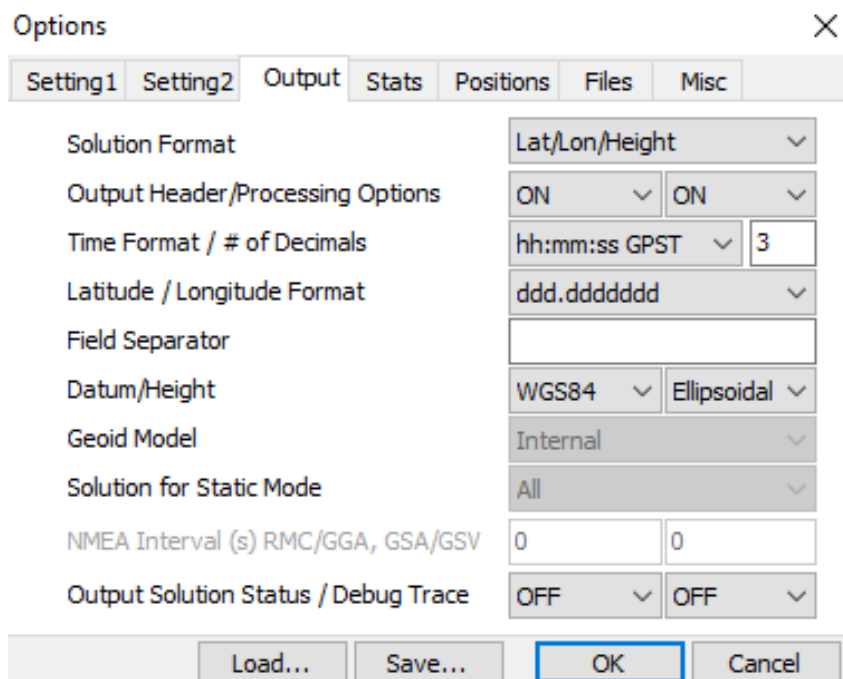 Options
Setting1 Setting2 Output Stats Positions Files Misc
Solution Format Lat/Lon/Height
Output Header/Processing Options ON ON
Time Format / # of Decimals hh:mm:ss GPST 3
Latitude / Longitude Format ddd.ddddddd
Field Separator
Datum/Height WGS84 Ellipsoidal
Geoid Model Internal
Solution for Static Mode All
NMEA Interval (s) RMC/GGA, GSA/GSV 0 0
Output Solution Status / Debug Trace OFF OFF
Load... Save... OK Cancel